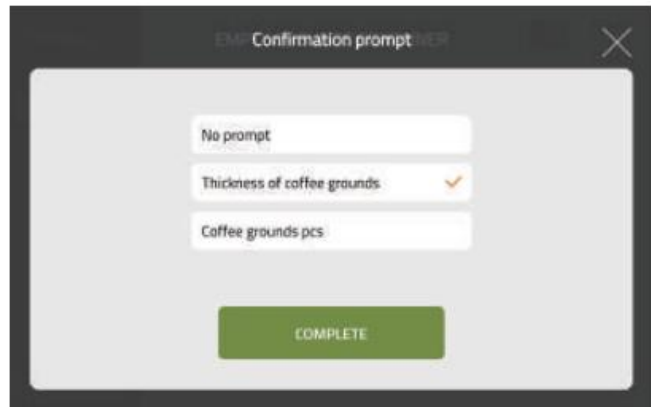 Confirmation prompt
No prompt
Thickness of coffee grounds
Coffee grounds pcs
COMPLETE